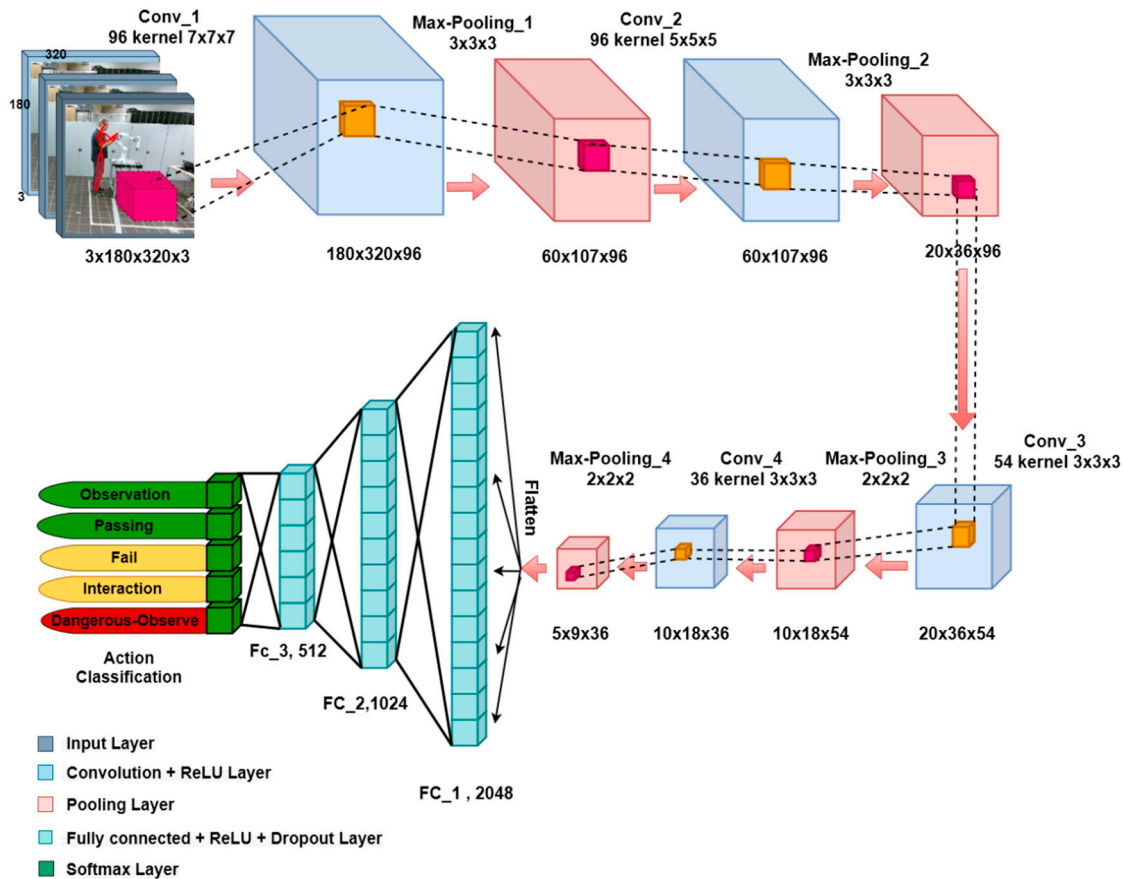 Conv_1
96 kernel 7x7x7
Max-Pooling_1
3x3x3
Conv_2
96 kernel 5x5x5
Max-Pooling_2
3x3x3
320
180
3
3x180x320x3
180x320x96
60x107x96
60x107x96
20x36x96
Conv_3
54 kernel 3x3x3
Max-Pooling_3
2x2x2
Conv_4
36 kernel 3x3x3
Max-Pooling_4
2x2x2
Flatten
5x9x36
10x18x36
10x18x54
20x36x54
Observation
Passing
Fail
Interaction
Dangerous-Observe
Action
Classification
Fc_3, 512
FC_2,1024
FC_1 , 2048
Input Layer
Convolution + ReLU Layer
Pooling Layer
Fully connected + ReLU + Dropout Layer
Softmax Layer